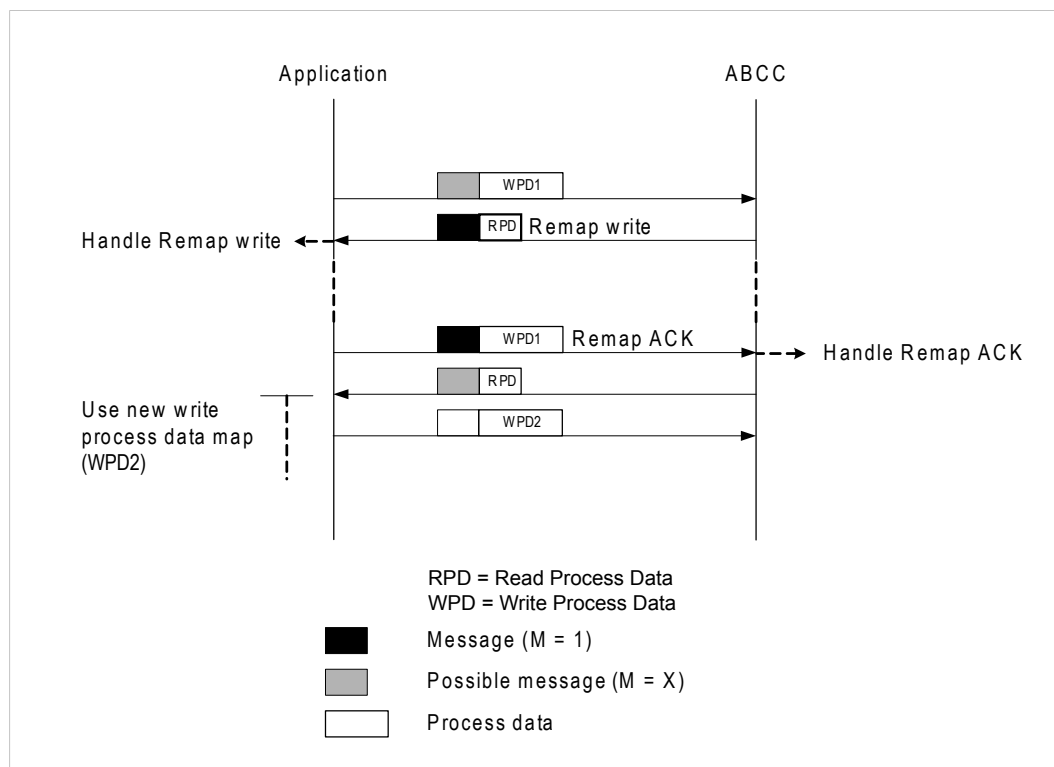 Application
ABCC
WPD1
RPD Remap write
Handle Remap write
WPD1 Remap ACK
Handle Remap ACK
RPD
Use new write
process data map
(WPD2)
WPD2
RPD = Read Process Data
WPD = Write Process Data
Message (M = 1)
Possible message (M = X)
Process data